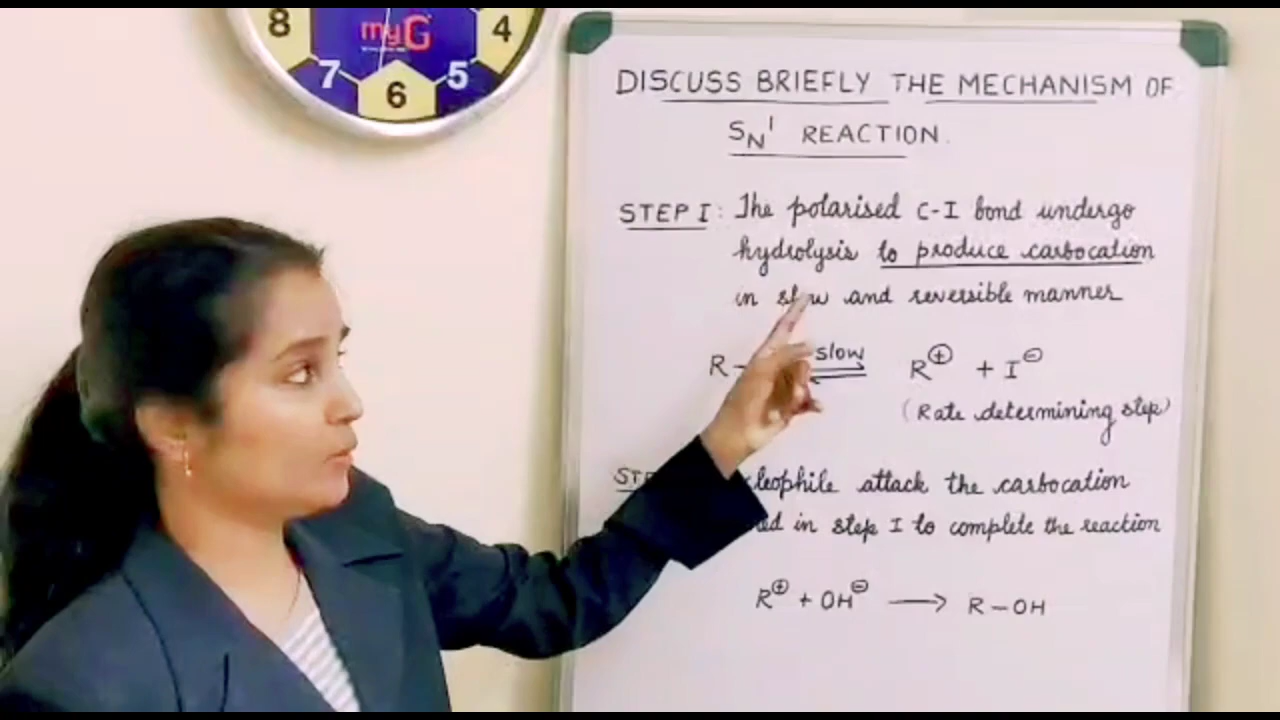 8
4
myG
7
5
6
DISCUSS BRIEFLY THE MECHANISM OF
SN1 REACTION.
STEP I: The polarised C-I bond undergo
hydrolysis to produce carbocation
in slow and reversible manner
R- slow ⇌ R⊕ + I⊖
(Rate determining step)
attack the carbocation
in step I to complete the reaction
R⊕ + OH⊖ ⟶ R-OH